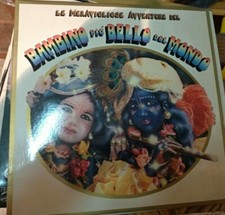 Le Meravigliose Avventure del
BAMBINO più BELLO del MONDO